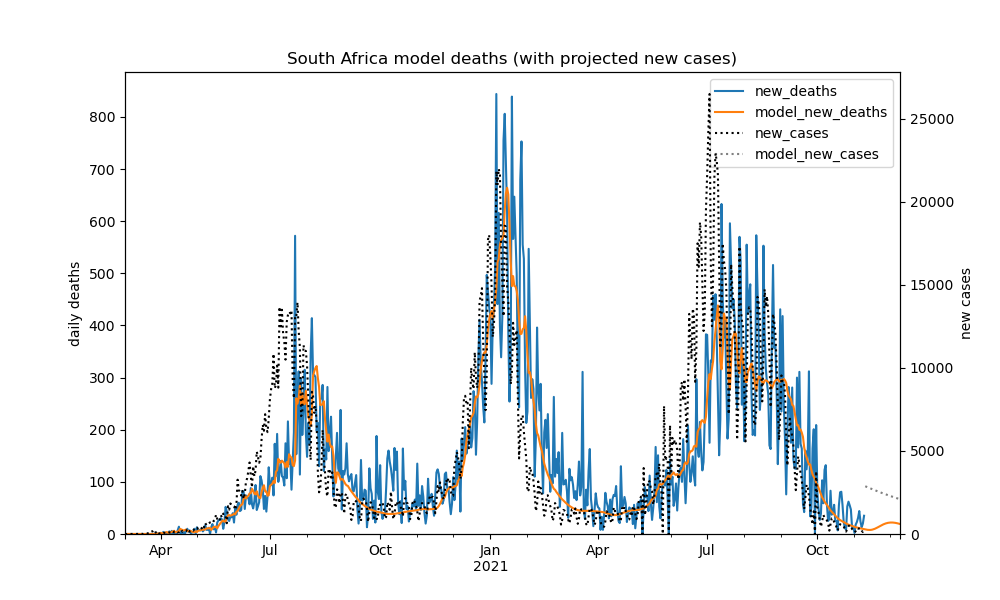 South Africa model deaths (with projected new cases)
new_deaths
model_new_deaths
new_cases
model_new_cases
daily deaths
800
700
600
500
400
300
200
100
0
new cases
25000
20000
15000
10000
5000
0
Apr
Jul
Oct
Jan
2021
Apr
Jul
Oct